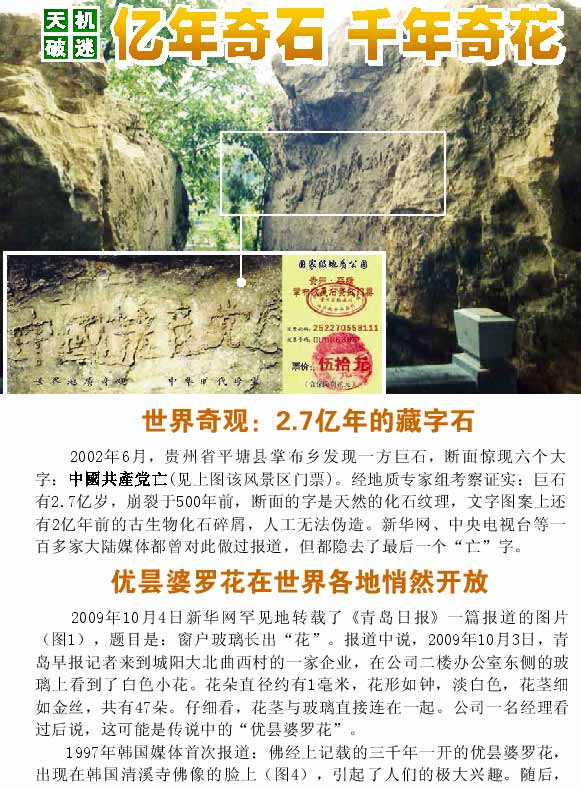 天机
破迷
亿年奇石 千年奇花
国家级地质公园
贵州·平塘
252270558111
票价:伍拾元
世界地质奇观 中华旷代奇宝
世界奇观：2.7亿年的藏字石
2002年6月，贵州省平塘县掌布乡发现一方巨石，断面惊现六个大
字：中國共產党亡(见上图该风景区门票)。经地质专家组考察证实：巨石
有2.7亿岁，崩裂于500年前，断面的字是天然的化石纹理，文字图案上还
有2亿年前的古生物化石碎屑，人工无法伪造。新华网、中央电视台等一
百多家大陆媒体都曾对此做过报道，但都隐去了最后一个“亡”字。
优昙婆罗花在世界各地悄然开放
2009年10月4日新华网罕见地转载了《青岛日报》一篇报道的图片
（图1），题目是：窗户玻璃长出“花”。报道中说，2009年10月3日，青
岛早报记者来到城阳大北曲西村的一家企业，在公司二楼办公室东侧的玻
璃上看到了白色小花。花朵直径约有1毫米，花形如钟，淡白色，花茎细
如金丝，共有47朵。仔细看，花茎与玻璃直接连在一起。公司一名经理看
过后说，这可能是传说中的“优昙婆罗花”。
1997年韩国媒体首次报道：佛经上记载的三千年一开的优昙婆罗花，
出现在韩国清溪寺佛像的脸上（图4），引起了人们的极大兴趣。随后，